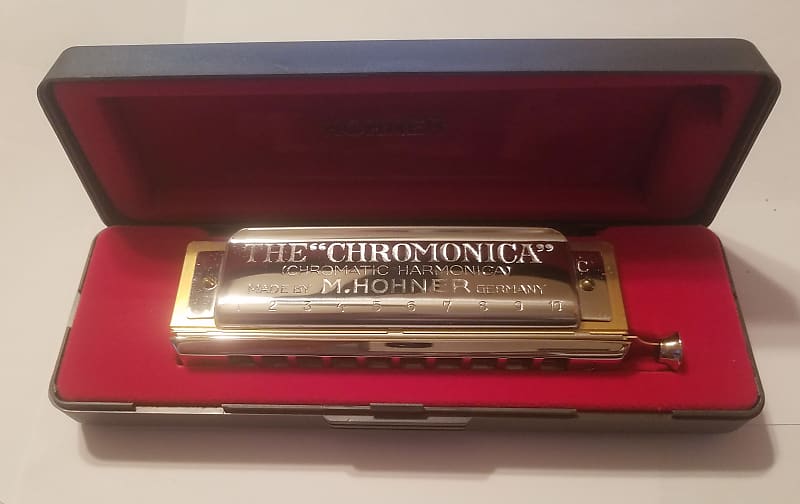 HOHNER
THE “CHROMONICA”
(CHROMATIC HARMONICA)
C
MADE BY M. HOHNER GERMANY
1 2 3 4 5 6 7 8 9 10